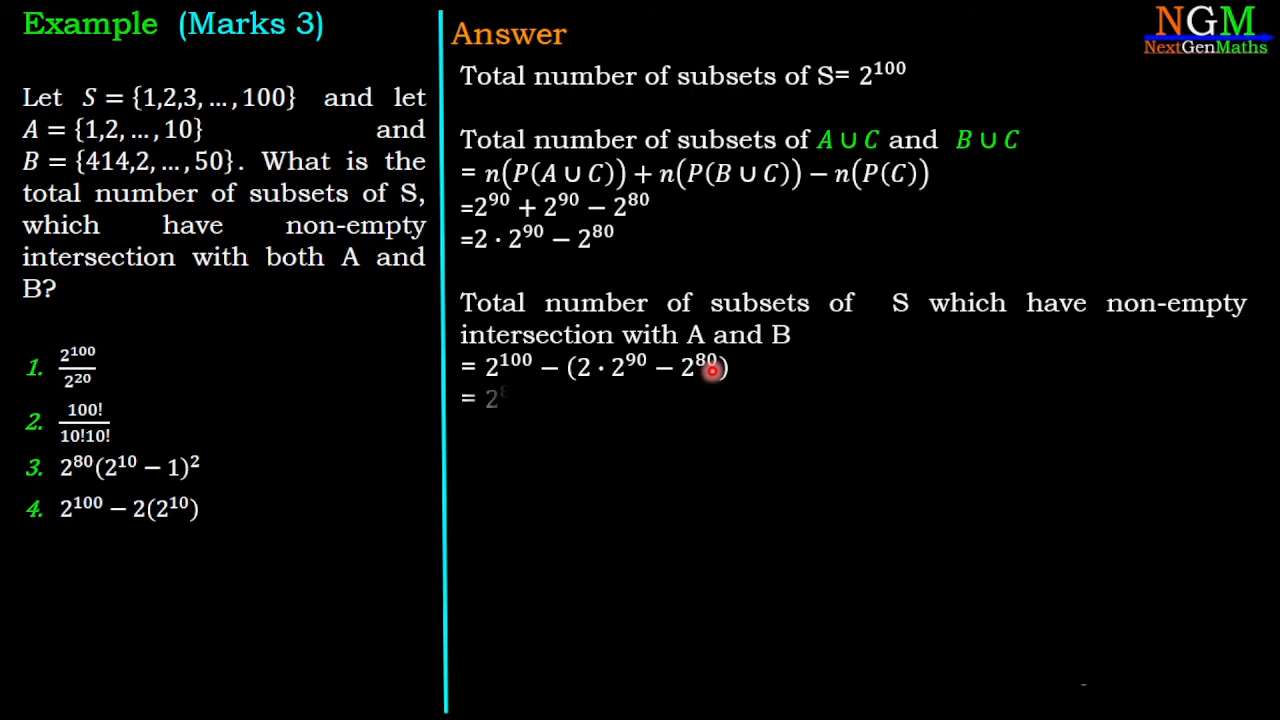 Example (Marks 3)
Let S = {1,2,3, … , 100} and let
A = {1,2, … , 10} and
B = {414,2, … , 50}. What is the
total number of subsets of S,
which have non-empty
intersection with both A and
B?
1. 2^100 / 2^20
2. 100! / 10!10!
3. 2^80(2^10 − 1)^2
4. 2^100 − 2(2^10)
Answer
Total number of subsets of S= 2^100
Total number of subsets of A ∪ C and B ∪ C
= n(P(A ∪ C)) + n(P(B ∪ C)) − n(P(C))
=2^90 + 2^90 − 2^80
=2 · 2^90 − 2^80
Total number of subsets of S which have non-empty
intersection with A and B
= 2^100 − (2 · 2^90 − 2^80)
= 2^8
NGM
NextGenMaths